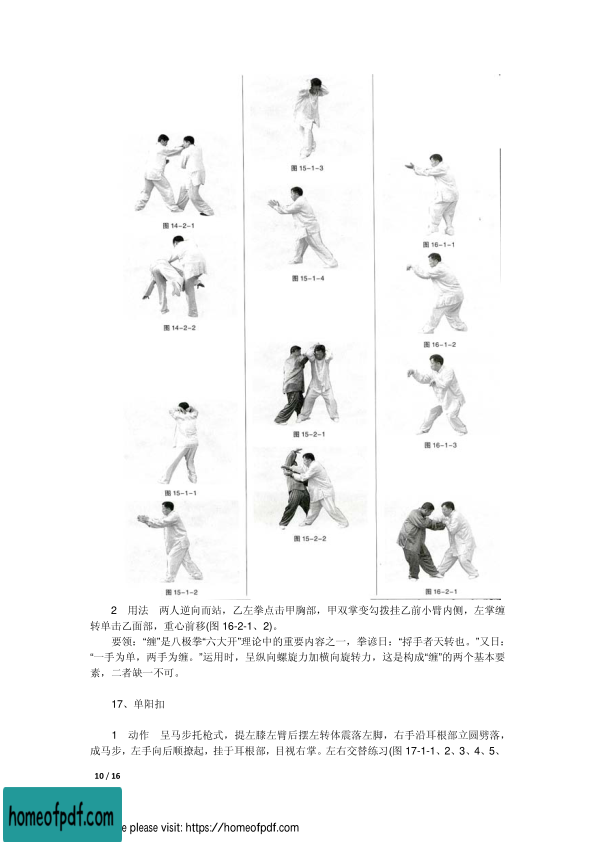 图 14-2-1
图 14-2-2
图 15-1-1
图 15-1-2
图 15-1-3
图 15-1-4
图 15-2-1
图 15-2-2
图 16-1-1
图 16-1-2
图 16-1-3
图 16-2-1
2 用法 两人逆向而站，乙左拳点击甲胸部，甲双掌变勾拨挂乙前小臂内侧，左掌缠
转单击乙面部，重心前移(图 16-2-1、2)。
要领：“缠”是八极拳“六大开”理论中的重要内容之一，拳谚日：“捋手者天转也。”又日：
“一手为单，两手为缠。”运用时，呈纵向螺旋力加横向旋转力，这是构成“缠”的两个基本要
素，二者缺一不可。
17、单阳扣
1 动作 呈马步托枪式，提左膝左臂后摆左转体震落左脚，右手沿耳根部立圆劈落，
成马步，左手向后顺撩起，挂于耳根部，目视右掌。左右交替练习(图 17-1-1、2、3、4、5、
10 / 16
homeofpdf.com
e please visit: https://homeofpdf.com